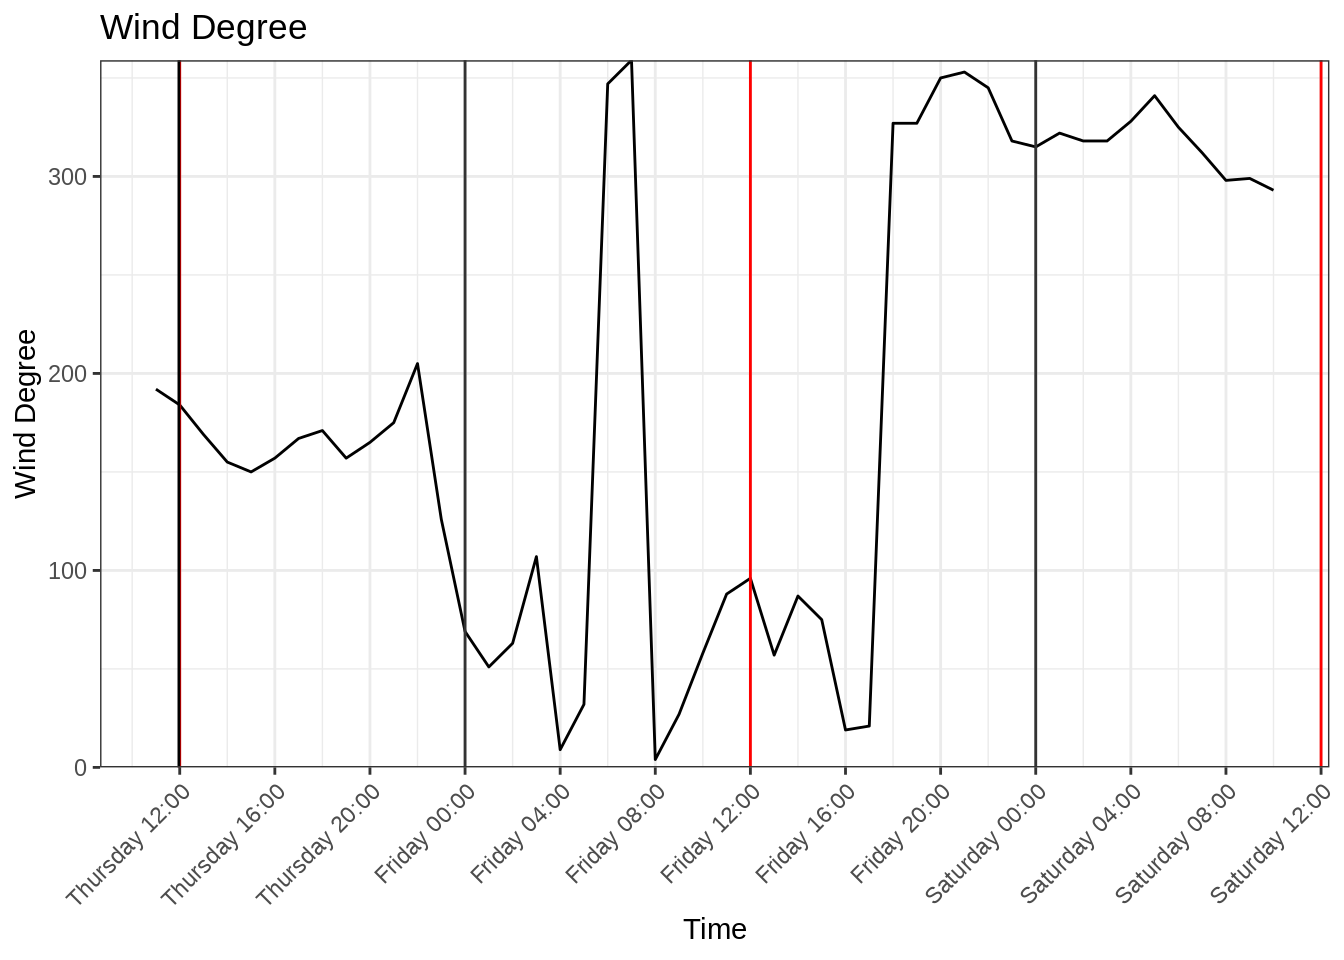 Wind Degree
Wind Degree
300
200
100
0
Thursday 12:00
Thursday 16:00
Thursday 20:00
Friday 00:00
Friday 04:00
Friday 08:00
Friday 12:00
Friday 16:00
Friday 20:00
Saturday 00:00
Saturday 04:00
Saturday 08:00
Saturday 12:00
Time